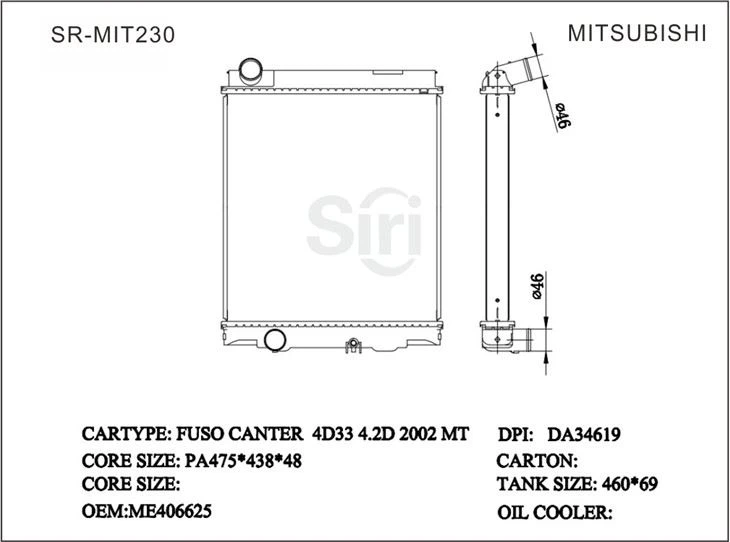 SR-MIT230
MITSUBISHI
ø46
Siri
ø46
CARTYPE: FUSO CANTER 4D33 4.2D 2002 MT
DPI: DA34619
CORE SIZE: PA475*438*48
CARTON:
CORE SIZE:
TANK SIZE: 460*69
OEM:ME406625
OIL COOLER: